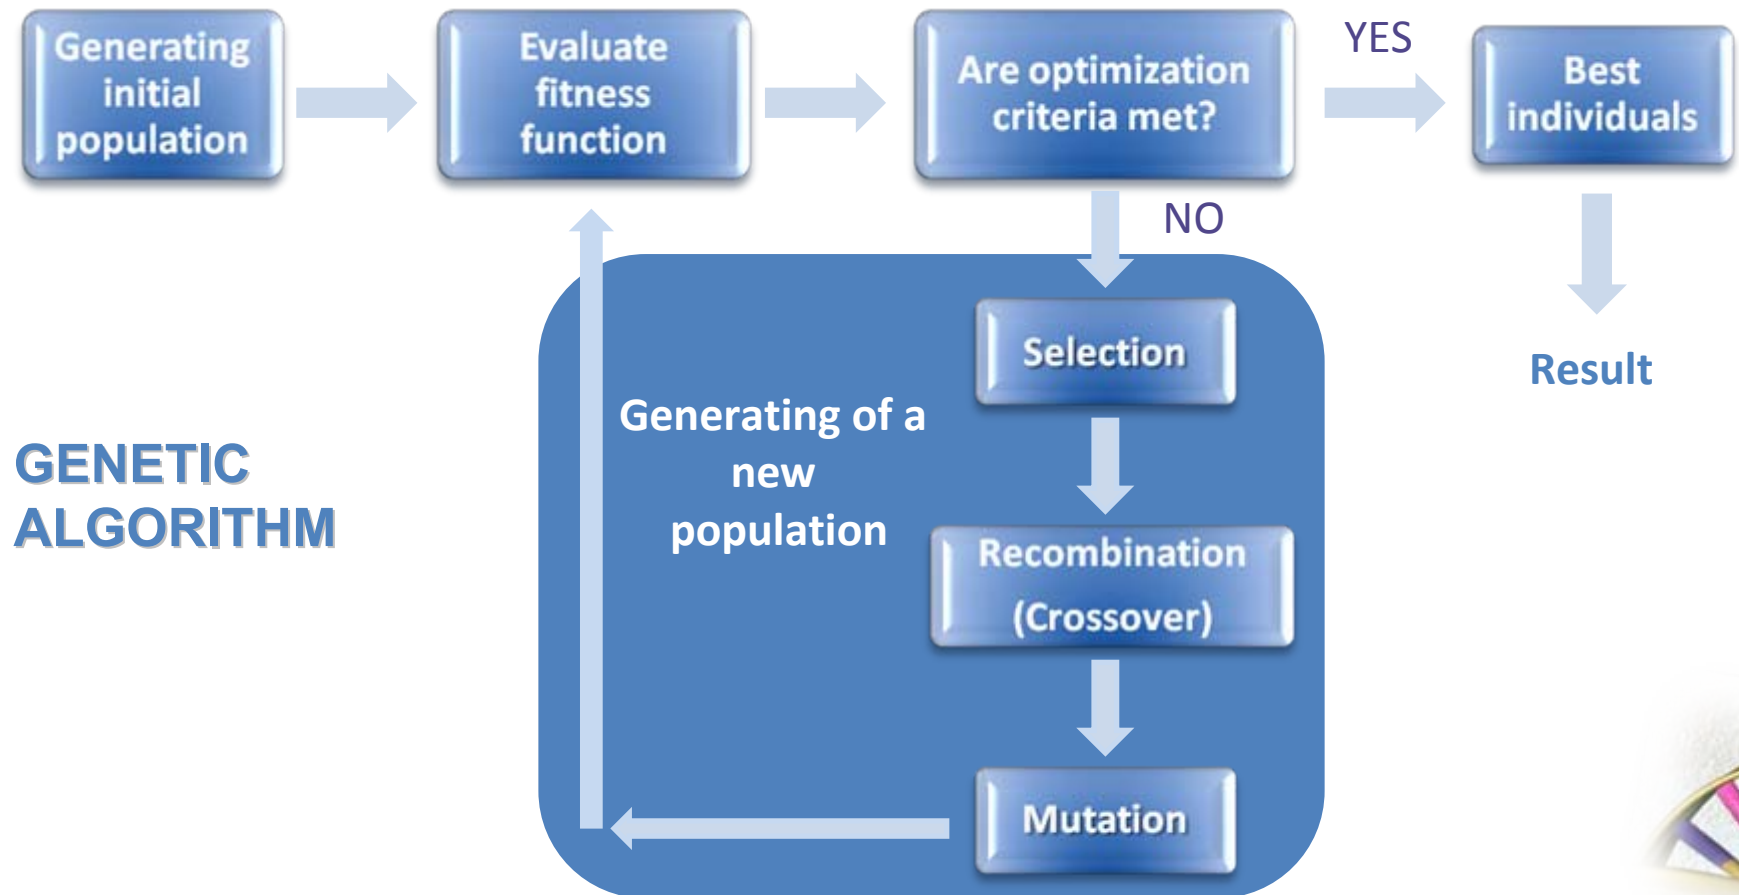 Generating
initial
population
Evaluate
fitness
function
Are optimization
criteria met?
YES
Best
individuals
NO
Result
GENETIC
ALGORITHM
Generating of a
new
population
Selection
Recombination
(Crossover)
Mutation